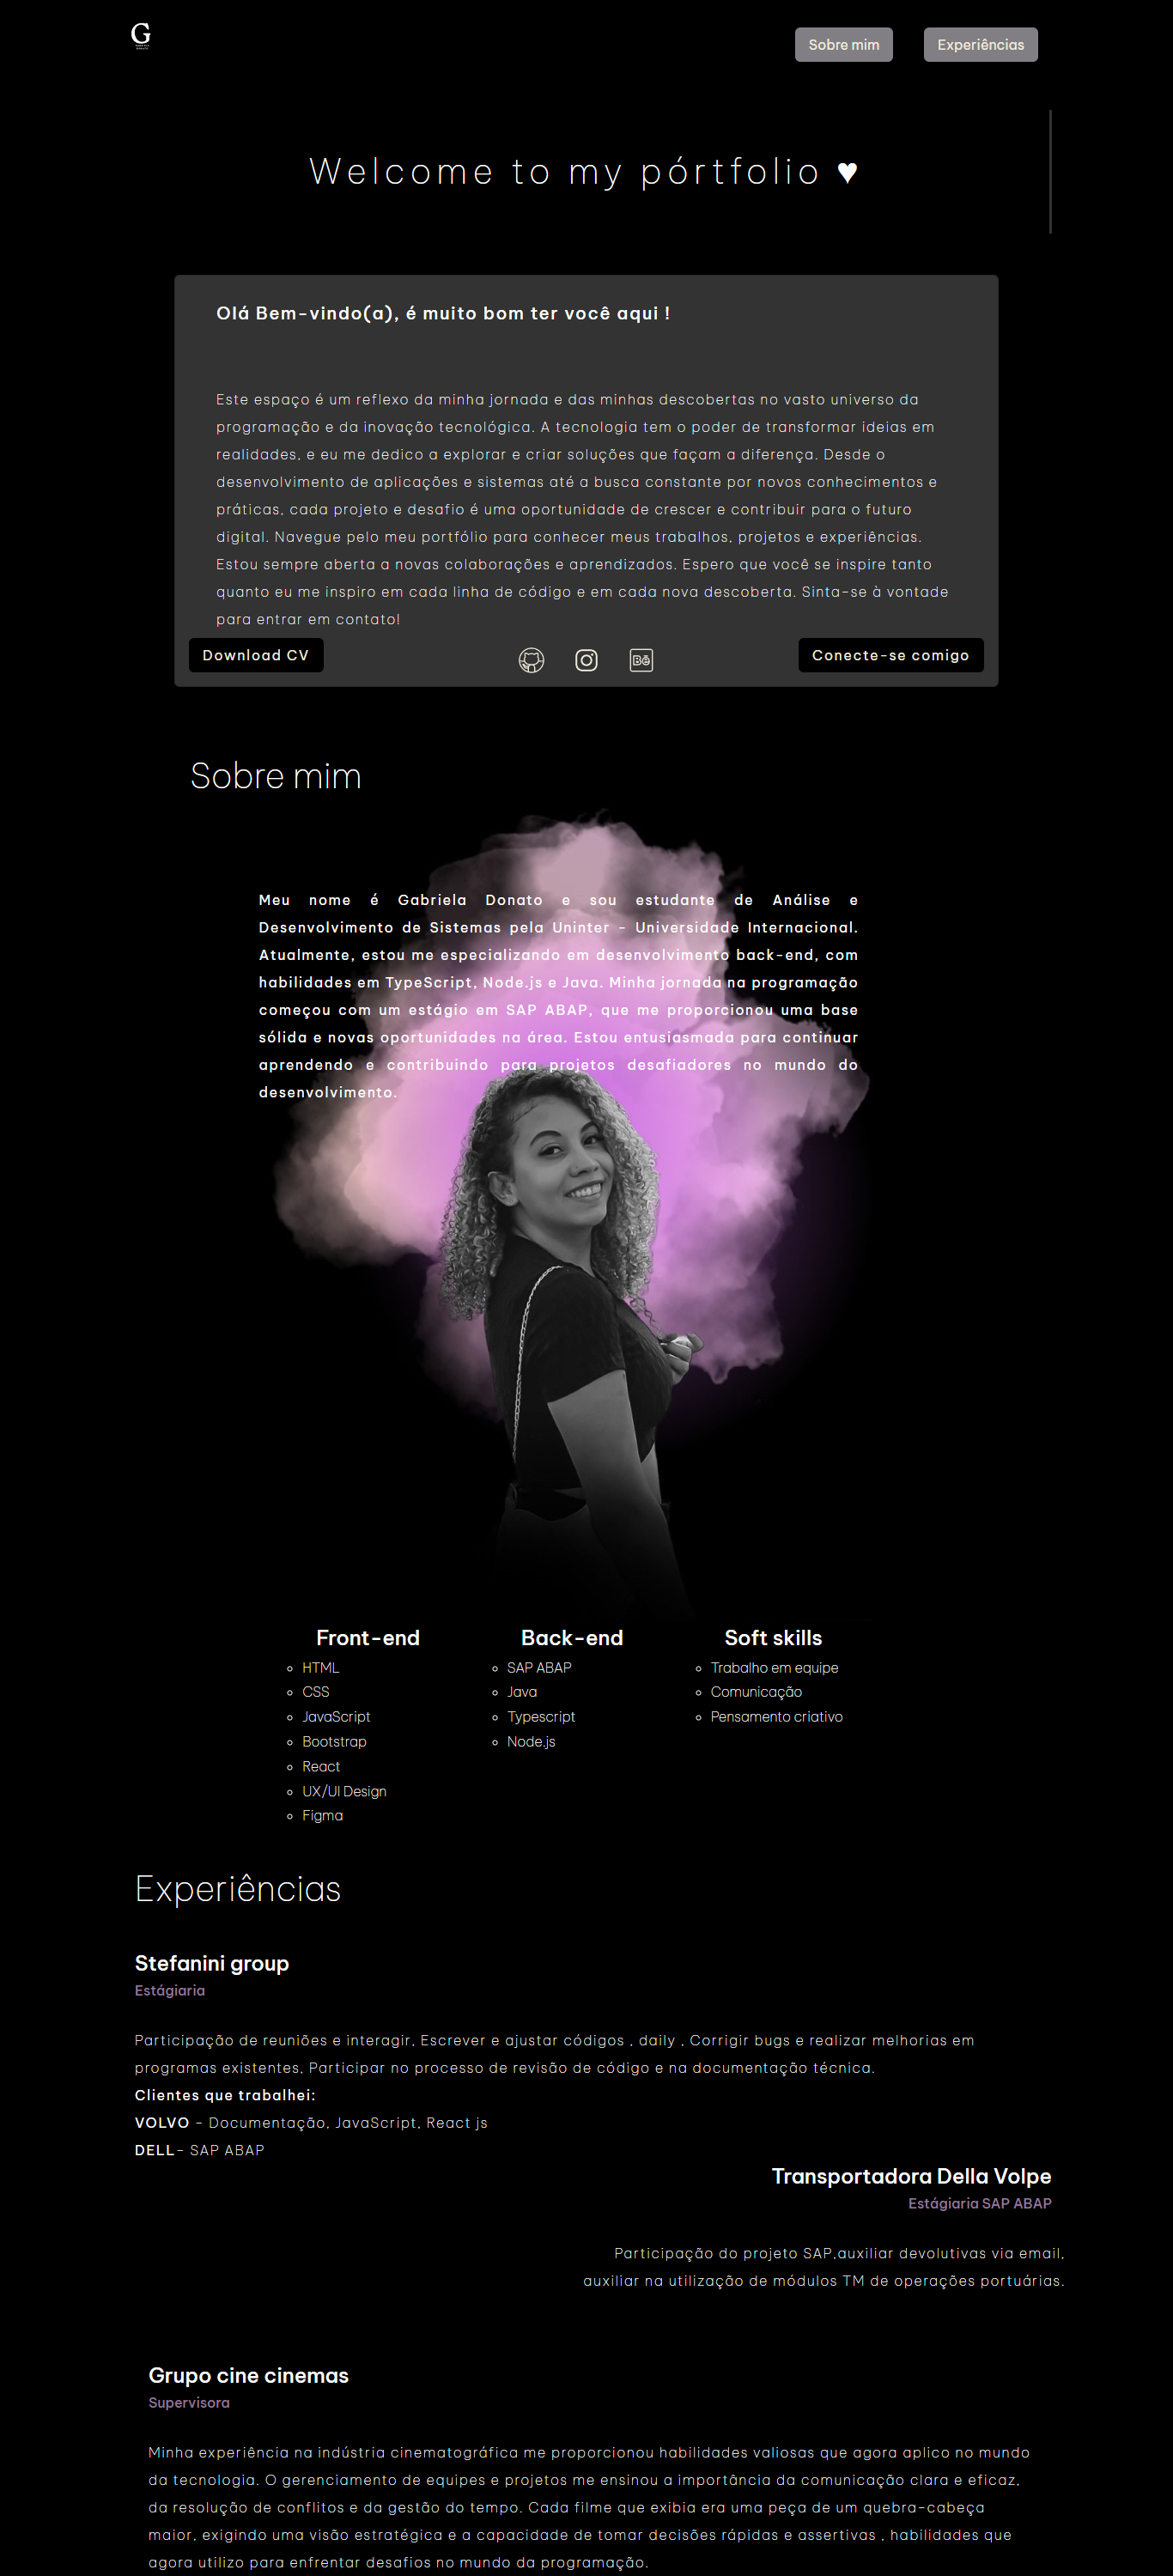 G
Sobre mim
Experiências
Welcome to my pórtfolio ♥
Olá Bem-vindo(a), é muito bom ter você aqui !
Este espaço é um reflexo da minha jornada e das minhas descobertas no vasto universo da
programação e da inovação tecnológica. A tecnologia tem o poder de transformar ideias em
realidades, e eu me dedico a explorar e criar soluções que façam a diferença. Desde o
desenvolvimento de aplicações e sistemas até a busca constante por novos conhecimentos e
práticas, cada projeto e desafio é uma oportunidade de crescer e contribuir para o futuro
digital. Navegue pelo meu portfólio para conhecer meus trabalhos, projetos e experiências.
Estou sempre aberta a novas colaborações e aprendizados. Espero que você se inspire tanto
quanto eu me inspiro em cada linha de código e em cada nova descoberta. Sinta-se à vontade
para entrar em contato!
Download CV
Bē
Conecte-se comigo
Sobre mim
Meu nome é Gabriela Donato e sou estudante de Análise e
Desenvolvimento de Sistemas pela Uninter - Universidade Internacional.
Atualmente, estou me especializando em desenvolvimento back-end, com
habilidades em TypeScript, Node.js e Java. Minha jornada na programação
começou com um estágio em SAP ABAP, que me proporcionou uma base
sólida e novas oportunidades na área. Estou entusiasmada para continuar
aprendendo e contribuindo para projetos desafiadores no mundo do
desenvolvimento.
Front-end
HTML
CSS
JavaScript
Bootstrap
React
UX/UI Design
Figma
Back-end
SAP ABAP
Java
Typescript
Node.js
Soft skills
Trabalho em equipe
Comunicação
Pensamento criativo
Experiências
Stefanini group
Estágiaria
Participação de reuniões e interagir, Escrever e ajustar códigos , daily , Corrigir bugs e realizar melhorias em
programas existentes, Participar no processo de revisão de código e na documentação técnica.
Clientes que trabalhei:
VOLVO - Documentação, JavaScript, React js
DELL- SAP ABAP
Transportadora Della Volpe
Estágiaria SAP ABAP
Participação do projeto SAP,auxiliar devolutivas via email,
auxiliar na utilização de módulos TM de operações portuárias.
Grupo cine cinemas
Supervisora
Minha experiência na indústria cinematográfica me proporcionou habilidades valiosas que agora aplico no mundo
da tecnologia. O gerenciamento de equipes e projetos me ensinou a importância da comunicação clara e eficaz,
da resolução de conflitos e da gestão do tempo. Cada filme que exibia era uma peça de um quebra-cabeça
maior, exigindo uma visão estratégica e a capacidade de tomar decisões rápidas e assertivas , habilidades que
agora utilizo para enfrentar desafios no mundo da programação.